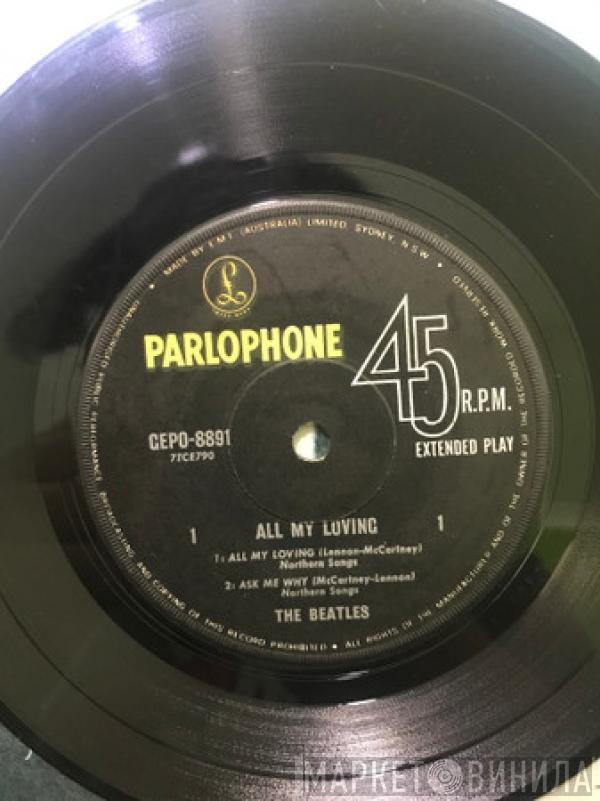 MADE BY E.M.I. (AUSTRALIA) LIMITED SYDNEY, N.S.W.
£
PARLOPHONE
45
R.P.M.
EXTENDED PLAY
GEPO-8891
7TCE790
1 ALL MY LOVING 1
1: ALL MY LOVING (Lennon-McCartney)
Northern Songs
2: ASK ME WHY (McCartney-Lennon)
Northern Songs
THE BEATLES
UNAUTHORISED PUBLIC PERFORMANCE BROADCASTING AND COPYING OF THIS RECORD PROHIBITED • ALL RIGHTS OF THE MANUFACTURER AND OF THE OWNER OF THE RECORDED WORK RESERVED
МАРКЕТ ВИНИЛА